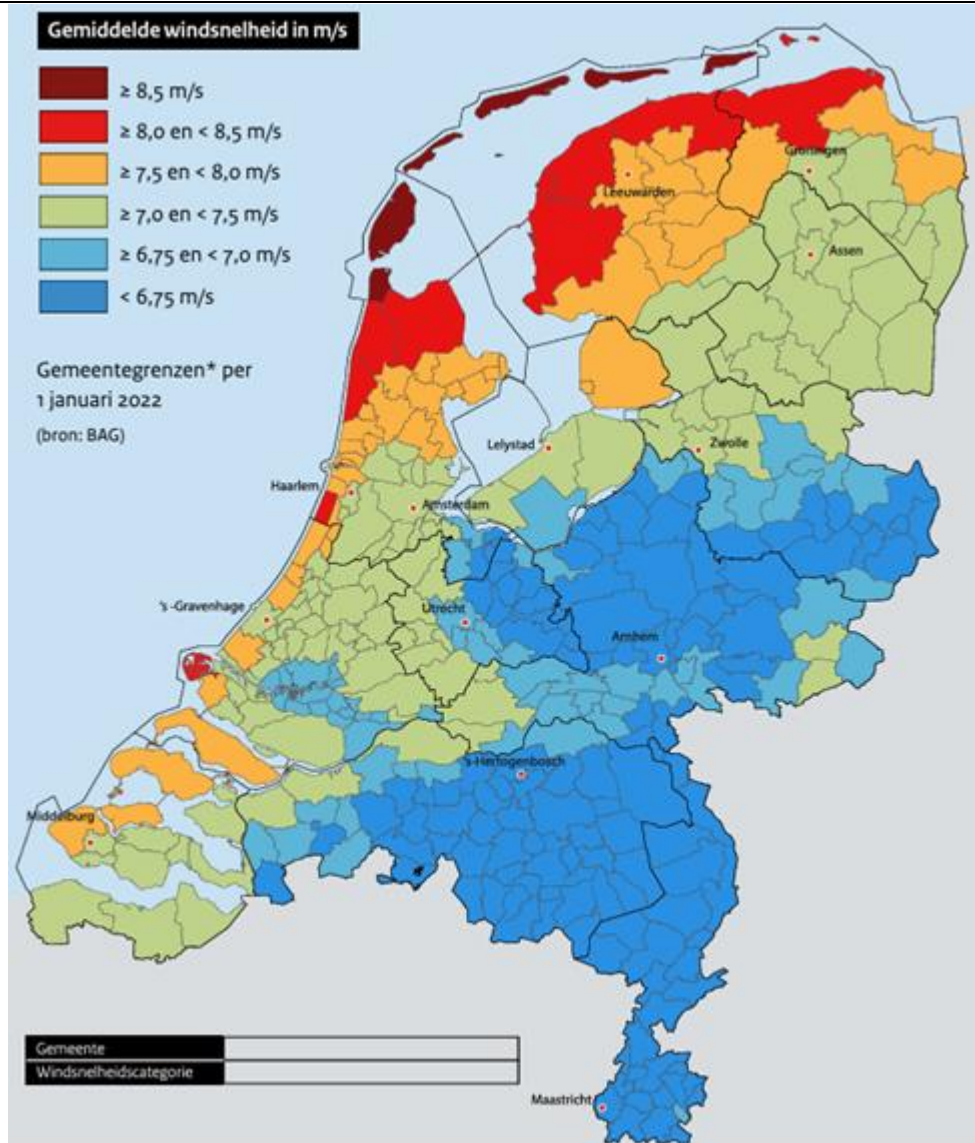 Gemiddelde windsnelheid in m/s
≥ 8,5 m/s
≥ 8,0 en < 8,5 m/s
≥ 7,5 en < 8,0 m/s
≥ 7,0 en < 7,5 m/s
≥ 6,75 en < 7,0 m/s
< 6,75 m/s
Gemeentegrenzen* per
1 januari 2022
(bron: BAG)
Groningen
Leeuwarden
Assen
Lelystad
Zwolle
Haarlem
Amsterdam
's -Gravenhage
Utrecht
Arnhem
's-Hertogenbosch
Middelburg
Maastricht
Gemeente
Windsnelheidscategorie